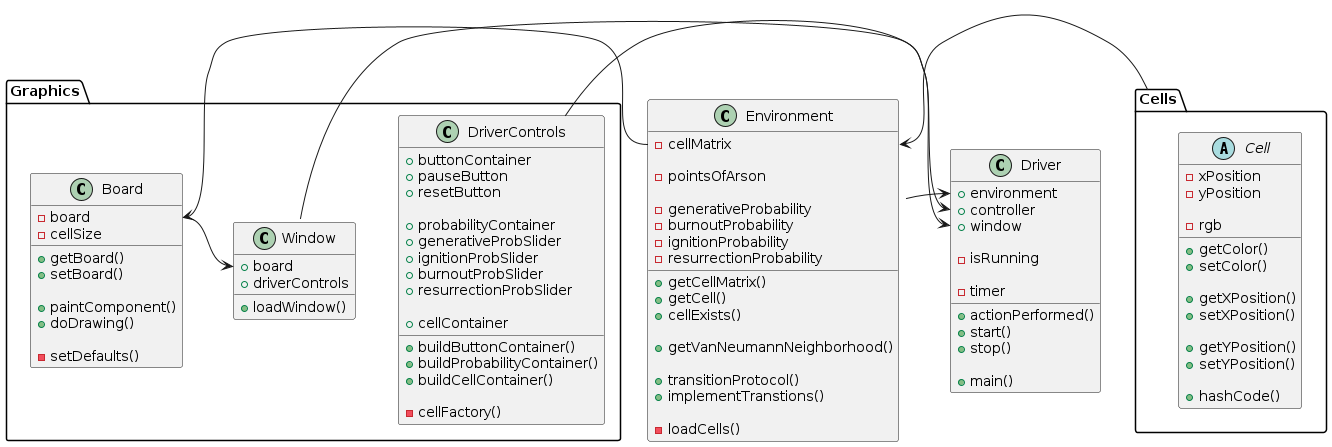 Graphics
C Board
board
cellSize
getBoard()
setBoard()
paintComponent()
doDrawing()
setDefaults()
C Window
board
driverControls
loadWindow()
C DriverControls
buttonContainer
pauseButton
resetButton
probabilityContainer
generativeProbSlider
ignitionProbSlider
burnoutProbSlider
resurrectionProbSlider
cellContainer
buildButtonContainer()
buildProbabilityContainer()
buildCellContainer()
cellFactory()
C Environment
cellMatrix
pointsOfArson
generativeProbability
burnoutProbability
ignitionProbability
resurrectionProbability
getCellMatrix()
getCell()
cellExists()
getVanNeumannNeighborhood()
transitionProtocol()
implementTranstions()
loadCells()
C Driver
environment
controller
window
isRunning
timer
actionPerformed()
start()
stop()
main()
Cells
A Cell
xPosition
yPosition
rgb
getColor()
setColor()
getXPosition()
setXPosition()
getYPosition()
setYPosition()
hashCode()